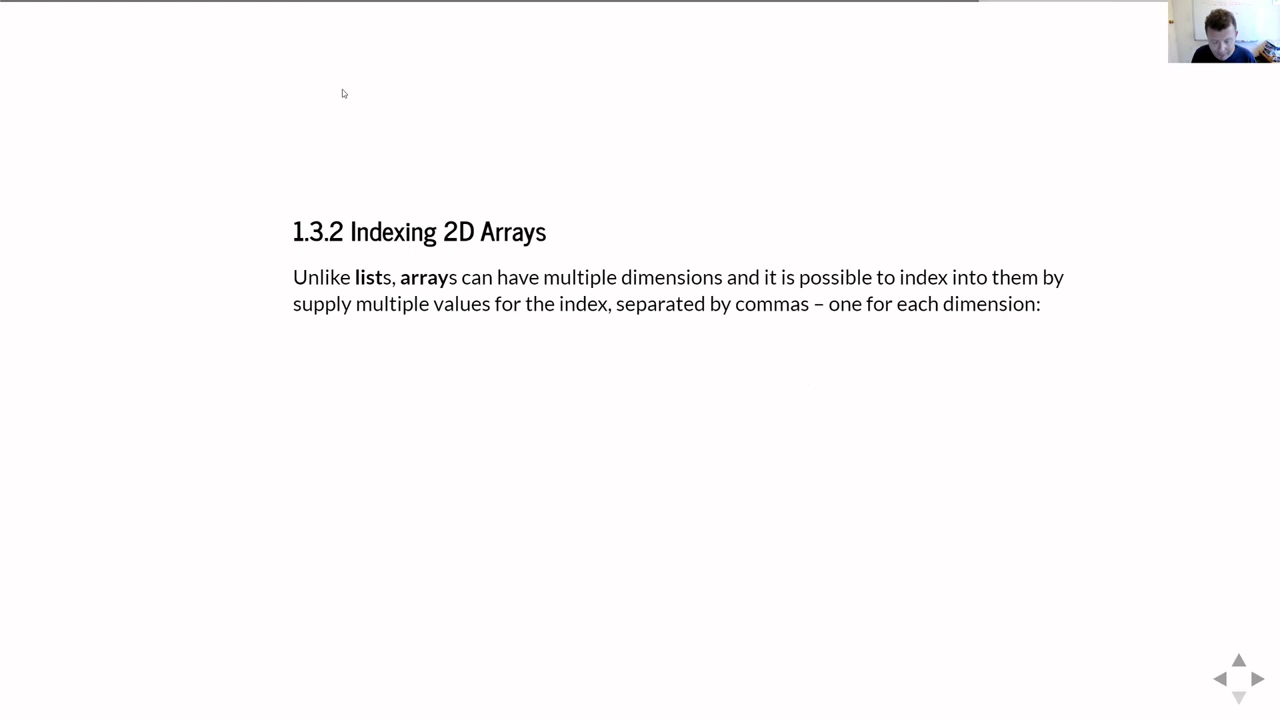 1.3.2 Indexing 2D Arrays
Unlike lists, arrays can have multiple dimensions and it is possible to index into them by
supply multiple values for the index, separated by commas – one for each dimension: